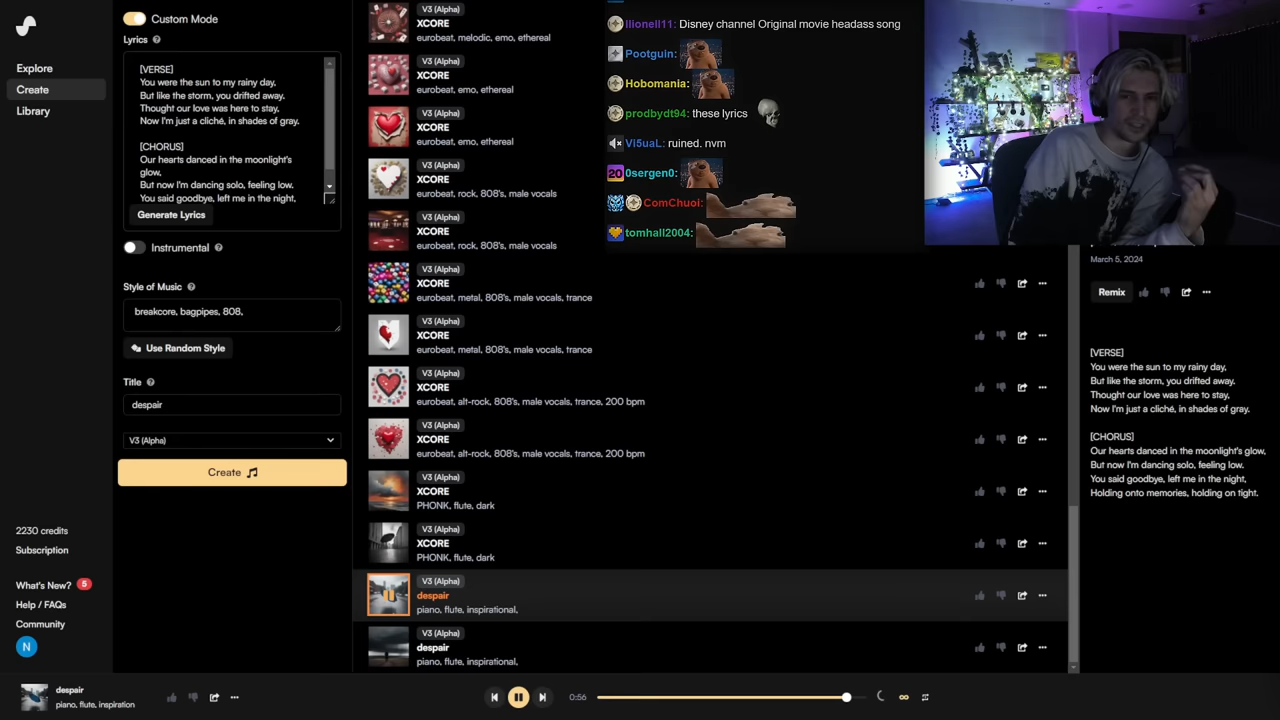 Explore
Create
Library
2230 credits
Subscription
What's New? 5
Help / FAQs
Community
N
Custom Mode
Lyrics
[VERSE]
You were the sun to my rainy day.
But like the storm, you drifted away.
Thought our love was here to stay,
Now I'm just a cliché, in shades of gray.
[CHORUS]
Our hearts danced in the moonlight's
glow,
But now I'm dancing solo, feeling low.
You said goodbye, left me in the night,
Generate Lyrics
Instrumental
Style of Music
breakcore, bagpipes, 808,
Use Random Style
Title
despair
V3 (Alpha)
Create
V3 (Alpha)
XCORE
eurobeat, melodic, emo, ethereal
V3 (Alpha)
XCORE
eurobeat, emo, ethereal
V3 (Alpha)
XCORE
eurobeat, emo, ethereal
V3 (Alpha)
XCORE
eurobeat, rock, 808's, male vocals
V3 (Alpha)
XCORE
eurobeat, rock, 808's, male vocals
V3 (Alpha)
XCORE
eurobeat, metal, 808's, male vocals, trance
V3 (Alpha)
XCORE
eurobeat, metal, 808's, male vocals, trance
V3 (Alpha)
XCORE
eurobeat, alt-rock, 808's, male vocals, trance, 200 bpm
V3 (Alpha)
XCORE
eurobeat, alt-rock, 808's, male vocals, trance, 200 bpm
V3 (Alpha)
XCORE
PHONK, flute, dark
V3 (Alpha)
XCORE
PHONK, flute, dark
V3 (Alpha)
despair
piano, flute, inspirational,
V3 (Alpha)
despair
piano, flute, inspirational,
llionell11: Disney channel Original movie headass song
Pootguin:
Hobomania:
prodbydt94: these lyrics
Vl5uaL: ruined. nvm
20 0sergen0:
ComChuoi:
tomhall2004:
March 5, 2024
Remix
[VERSE]
You were the sun to my rainy day,
But like the storm, you drifted away.
Thought our love was here to stay,
Now I'm just a cliché, in shades of gray.
[CHORUS]
Our hearts danced in the moonlight's glow,
But now I'm dancing solo, feeling low.
You said goodbye, left me in the night,
Holding onto memories, holding on tight.
despair
piano, flute, inspiration
0:56